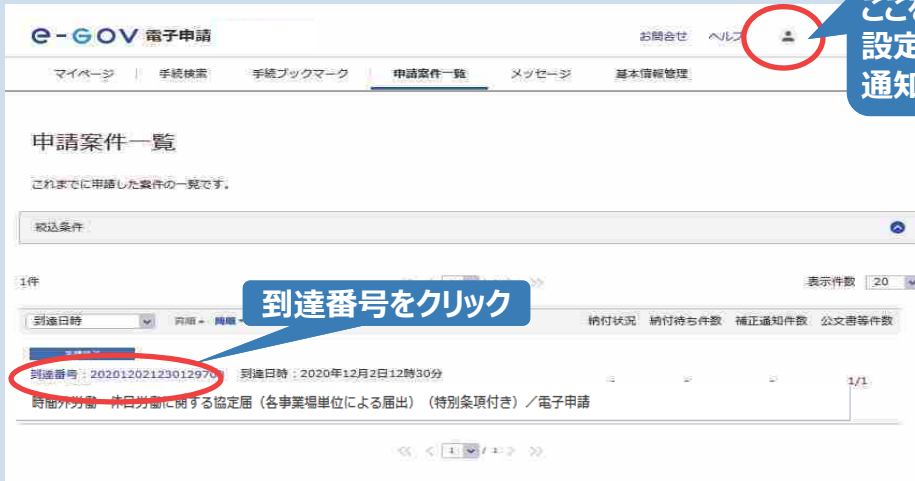 e-GOV 電子申請
お問合せ ヘルプ
設定
通知
マイページ 手続検索 手続ブックマーク 申請案件一覧 メッセージ 基本情報管理
申請案件一覧
これまでに申請した案件の一覧です。
絞込条件
1件
表示件数 20
到達番号をクリック
到達日時 昇順 降順 納付状況 納付待ち件数 補正通知件数 公文書等件数
到達番号: 到達日時:2020年12月2日12時30分
- - - 1/1
時間外労働 休日労働に関する協定届(各事業場単位による届出)(特別条項付き)/電子申請
<< < 1 / 1 > >>